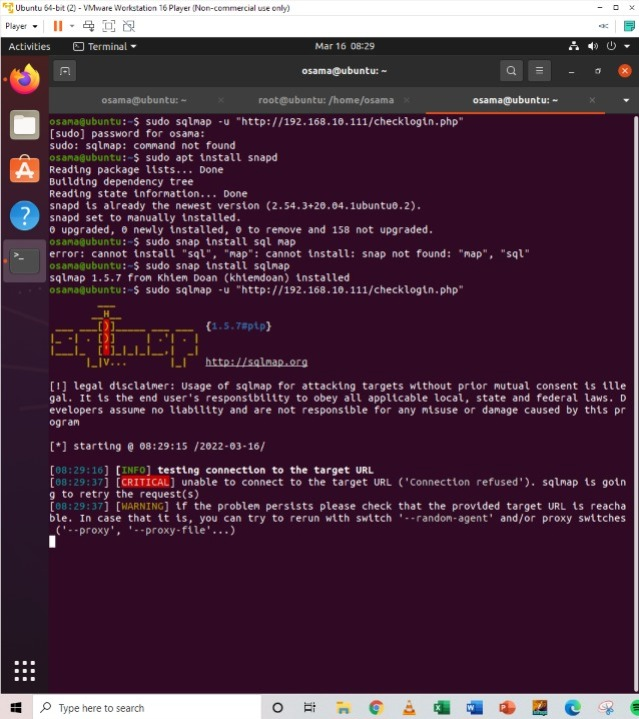 Ubuntu 64-bit (2) - VMware Workstation 16 Player (Non-commercial use only)
Player
Activities
Terminal
Mar 16 08:29
osama@ubuntu: ~
osama@ubuntu: ~
root@ubuntu: /home/osama
osama@ubuntu: ~
osama@ubuntu:~$ sudo sqlmap -u "http://192.168.10.111/checklogin.php"
[sudo] password for osama:
sudo: sqlmap: command not found
osama@ubuntu:~$ sudo apt install snapd
Reading package lists... Done
Building dependency tree
Reading state information... Done
snapd is already the newest version (2.54.3+20.04.1ubuntu0.2).
snapd set to manually installed.
0 upgraded, 0 newly installed, 0 to remove and 158 not upgraded.
osama@ubuntu:~$ sudo snap install sql map
error: cannot install "sql", "map": cannot install: snap not found: "map", "sql"
osama@ubuntu:~$ sudo snap install sqlmap
sqlmap 1.5.7 from Khiem Doan (khiemdoan) installed
osama@ubuntu:~$ sudo sqlmap -u "http://192.168.10.111/checklogin.php"
{1.5.7#pip}
http://sqlmap.org
[!] legal disclaimer: Usage of sqlmap for attacking targets without prior mutual consent is ille
gal. It is the end user's responsibility to obey all applicable local, state and federal laws. D
evelopers assume no liability and are not responsible for any misuse or damage caused by this pr
ogram
[*] starting @ 08:29:15 /2022-03-16/
[08:29:16] [INFO] testing connection to the target URL
[08:29:37] [CRITICAL] unable to connect to the target URL ('Connection refused'). sqlmap is goin
g to retry the request(s)
[08:29:37] [WARNING] if the problem persists please check that the provided target URL is reacha
ble. In case that it is, you can try to rerun with switch '--random-agent' and/or proxy switches
('--proxy', '--proxy-file'...)
Type here to search